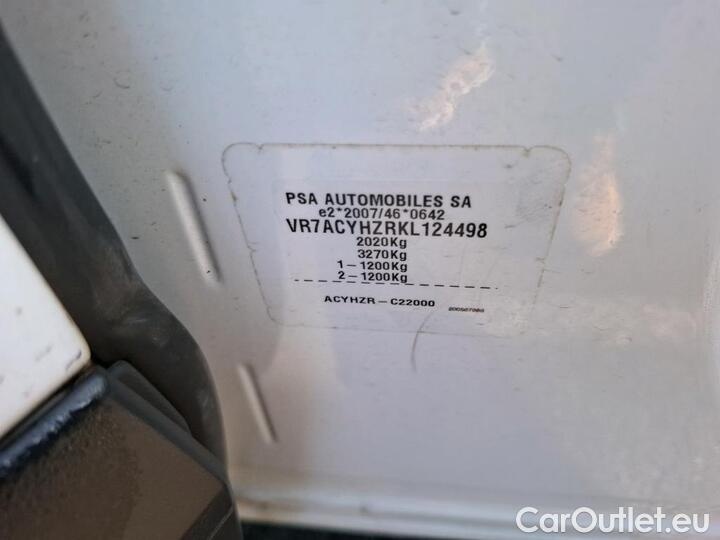 PSA AUTOMOBILES SA
e2*2007/46*0642
VR7ACYHZRKL124498
2020Kg
3270Kg
1-1200Kg
2-1200Kg
ACYHZR-C22000
CarOutlet.eu